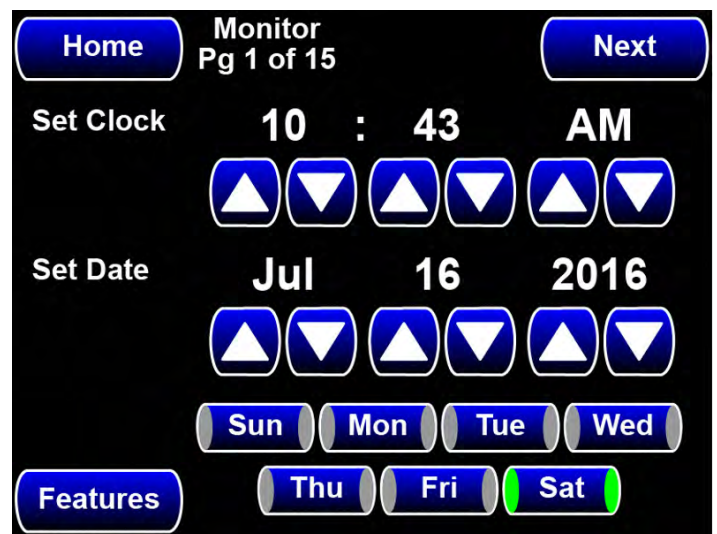 Home
Monitor
Pg 1 of 15
Next
Set Clock
10 : 43 AM
Set Date
Jul 16 2016
Sun Mon Tue Wed
Thu Fri Sat
Features